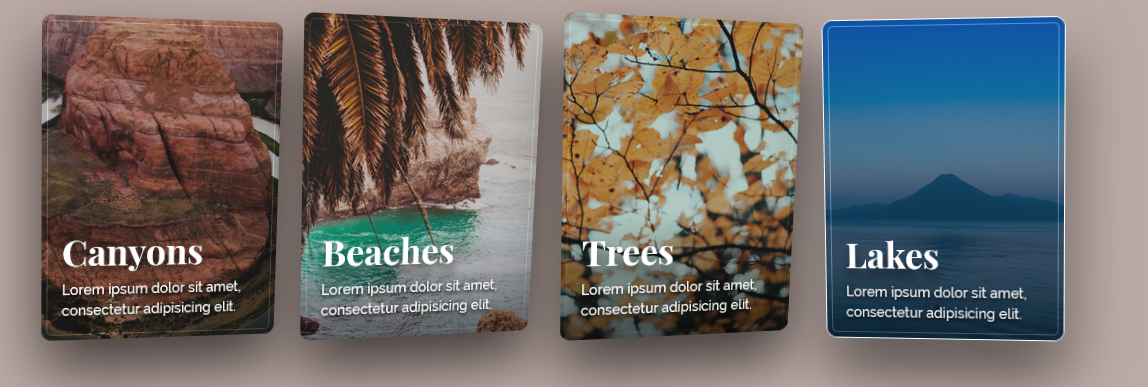 Canyons
Lorem ipsum dolor sit amet,
consectetur adipisicing elit.
Beaches
Lorem ipsum dolor sit amet,
consectetur adipisicing elit.
Trees
Lorem ipsum dolor sit amet,
consectetur adipisicing elit.
Lakes
Lorem ipsum dolor sit amet,
consectetur adipisicing elit.